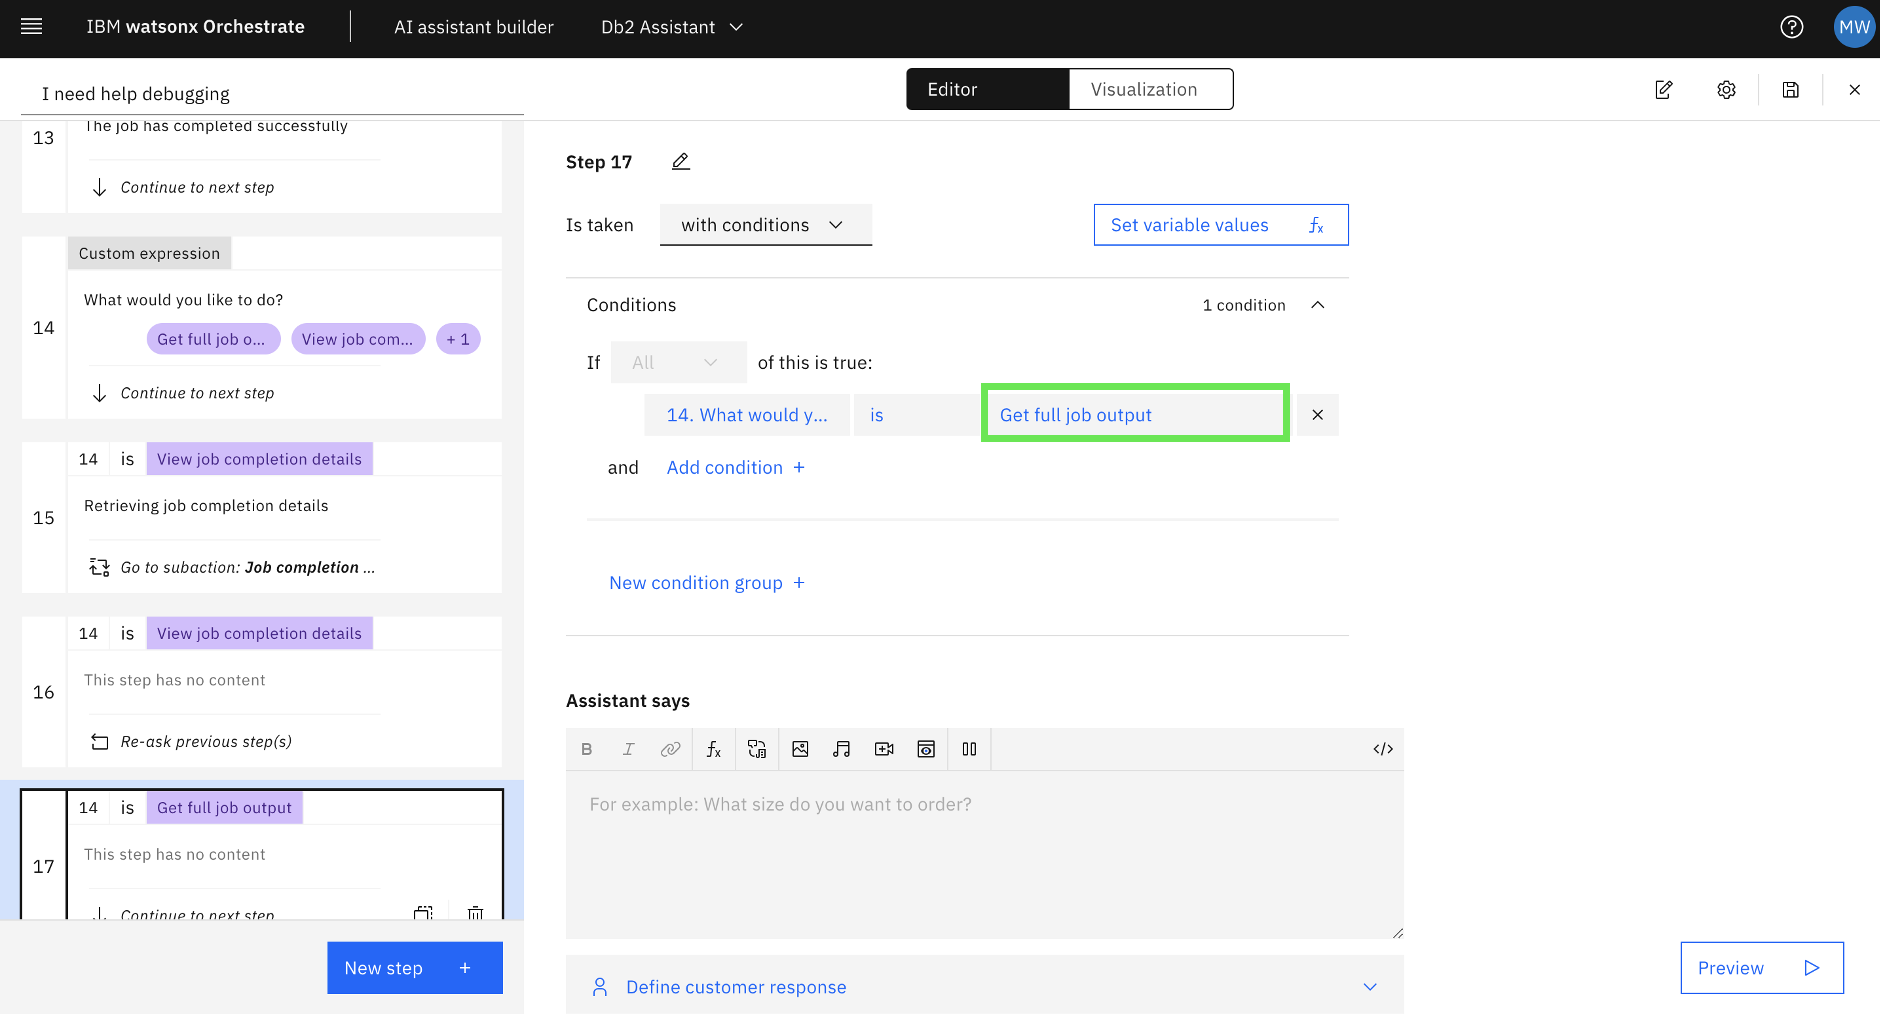 IBM watsonx Orchestrate
AI assistant builder
Db2 Assistant
MW
I need help debugging
Editor
Visualization
13
The job has completed successfully
Continue to next step
14
Custom expression
What would you like to do?
Get full job o...
View job com...
+ 1
Continue to next step
15
14 is View job completion details
Retrieving job completion details
Go to subaction: Job completion ...
16
14 is View job completion details
This step has no content
Re-ask previous step(s)
17
14 is Get full job output
This step has no content
Continue to next step
New step +
Step 17
Is taken
with conditions
Set variable values fx
Conditions
1 condition
If All of this is true:
14. What would y...
is
Get full job output
and Add condition +
New condition group +
Assistant says
B I fx </>
For example: What size do you want to order?
Define customer response
Preview